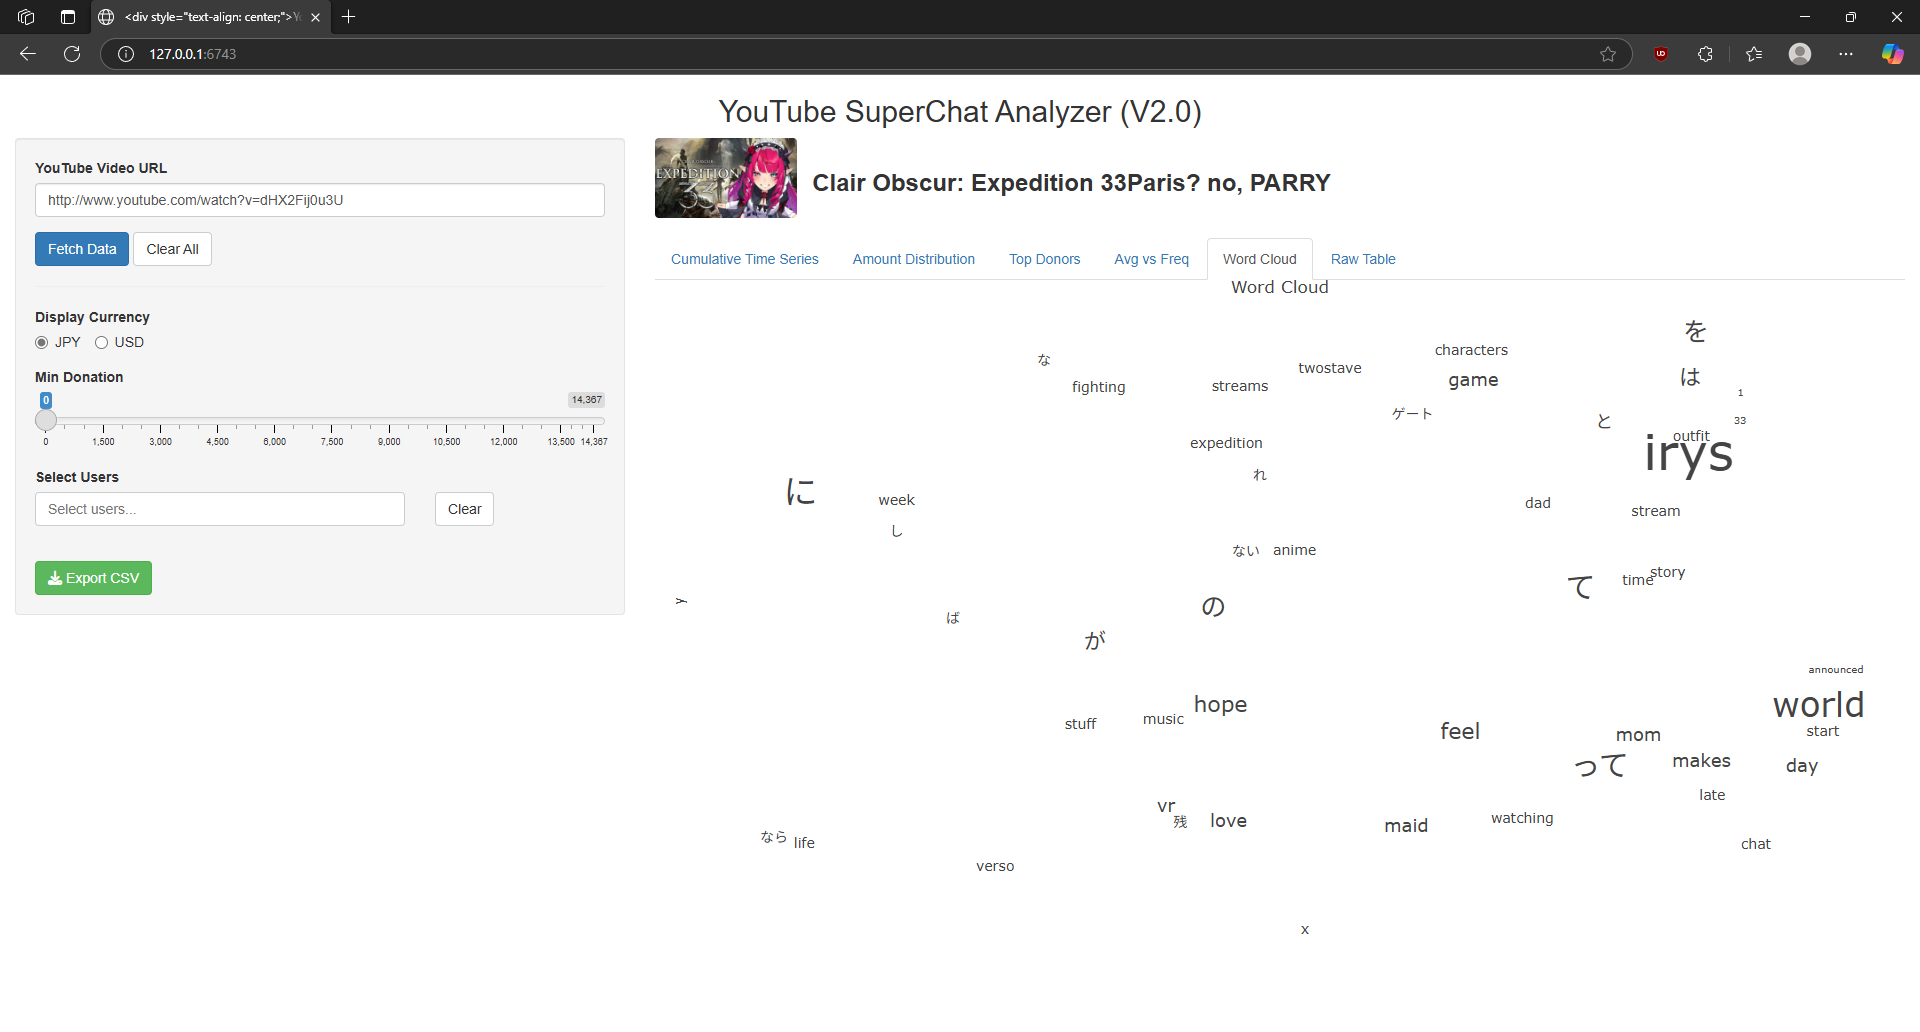 <div style="text-align: center;">Yo
127.0.0.1:6743
YouTube SuperChat Analyzer (V2.0)
YouTube Video URL
http://www.youtube.com/watch?v=dHX2Fij0u3U
Fetch Data
Clear All
Display Currency
JPY
USD
Min Donation
0
14,367
0 1,500 3,000 4,500 6,000 7,500 9,000 10,500 12,000 13,500 14,367
Select Users
Select users...
Clear
Export CSV
EXPEDITION
33
Clair Obscur: Expedition 33Paris? no, PARRY
Cumulative Time Series
Amount Distribution
Top Donors
Avg vs Freq
Word Cloud
Raw Table
Word Cloud
を
characters
な
twostave
は
game
fighting
streams
1
ゲート
と
33
outfit
expedition
irys
れ
に
week
dad
stream
し
ない
anime
story
time
て
y
の
ば
が
announced
hope
world
music
stuff
feel
start
mom
makes
って
day
late
vr
残
love
maid
watching
なら
life
chat
verso
x